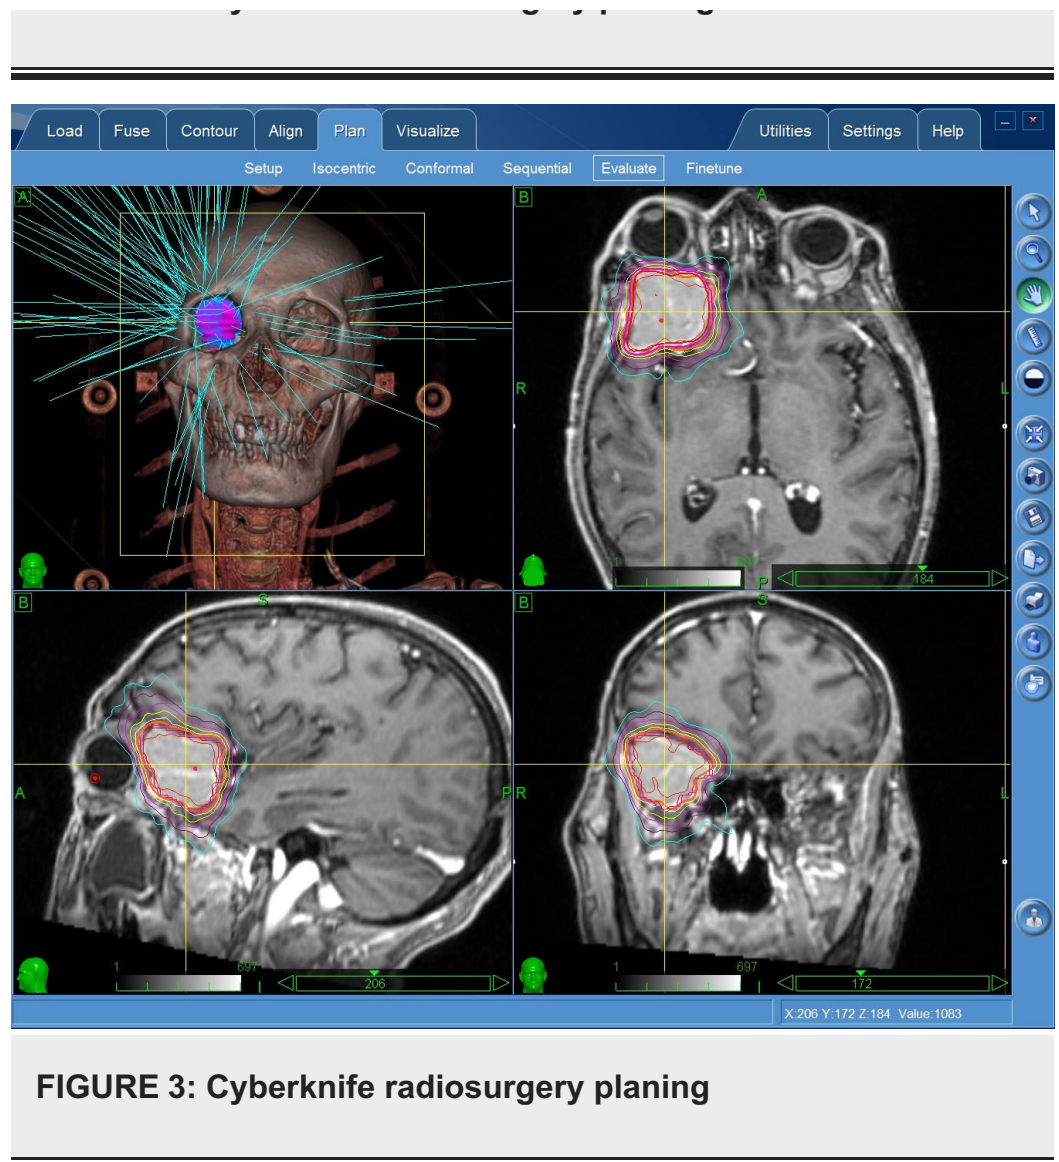 Load Fuse Contour Align Plan Visualize Utilities Settings Help
Setup Isocentric Conformal Sequential Evaluate Finetune
A
B
A
R
L
1
P
184
B
S
A
P
1
697
206
B
S
R
L
1
697
172
X:206 Y:172 Z:184 Value:1083
FIGURE 3: Cyberknife radiosurgery planing